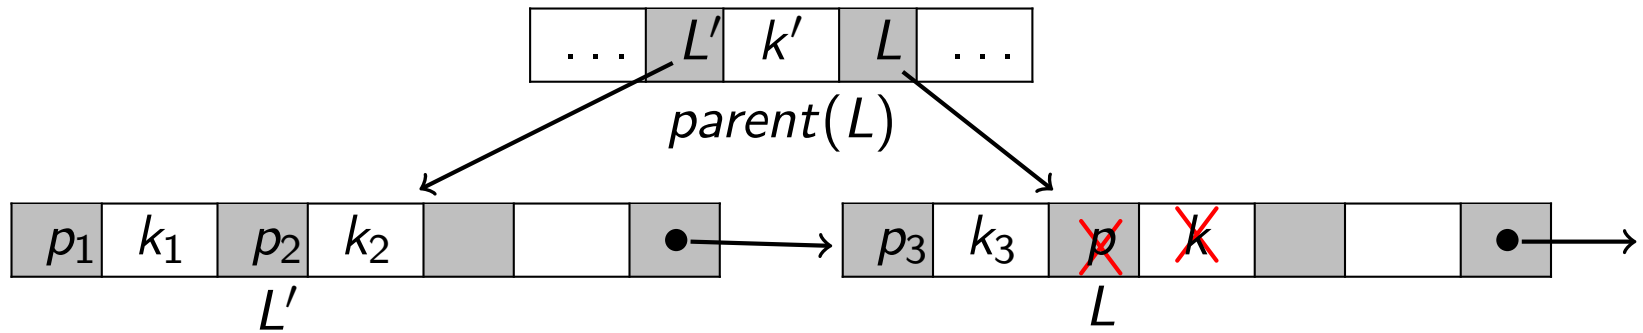 ... L′ k′ L ...
parent(L)
p₁ k₁ p₂ k₂ p₃ k₃ p k
L′ L